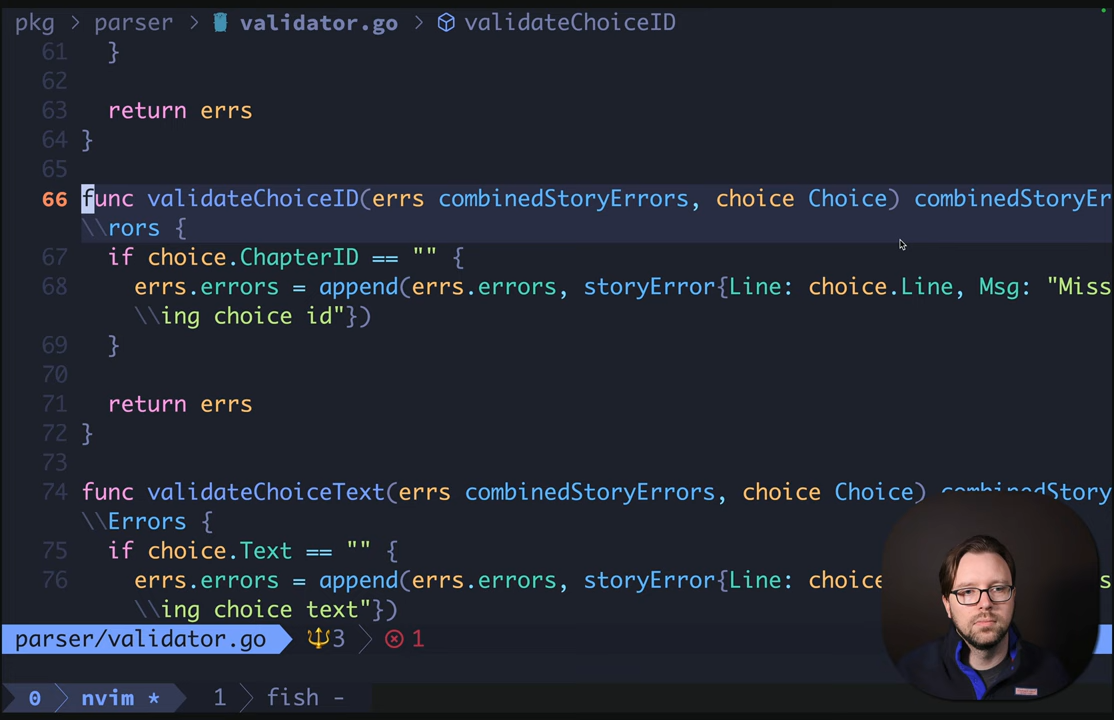 pkg > parser > validator.go > validateChoiceID
61 }
62
63 return errs
64 }
65
66 func validateChoiceID(errs combinedStoryErrors, choice Choice) combinedStoryEr
\\rors {
67 if choice.ChapterID == "" {
68 errs.errors = append(errs.errors, storyError{Line: choice.Line, Msg: "Miss
\\ing choice id"})
69 }
70
71 return errs
72 }
73
74 func validateChoiceText(errs combinedStoryErrors, choice Choice) combinedStory
\\Errors {
75 if choice.Text == "" {
76 errs.errors = append(errs.errors, storyError{Line: choice
\\ing choice text"})
parser/validator.go 3 > 1
0 > nvim * 1 > fish -